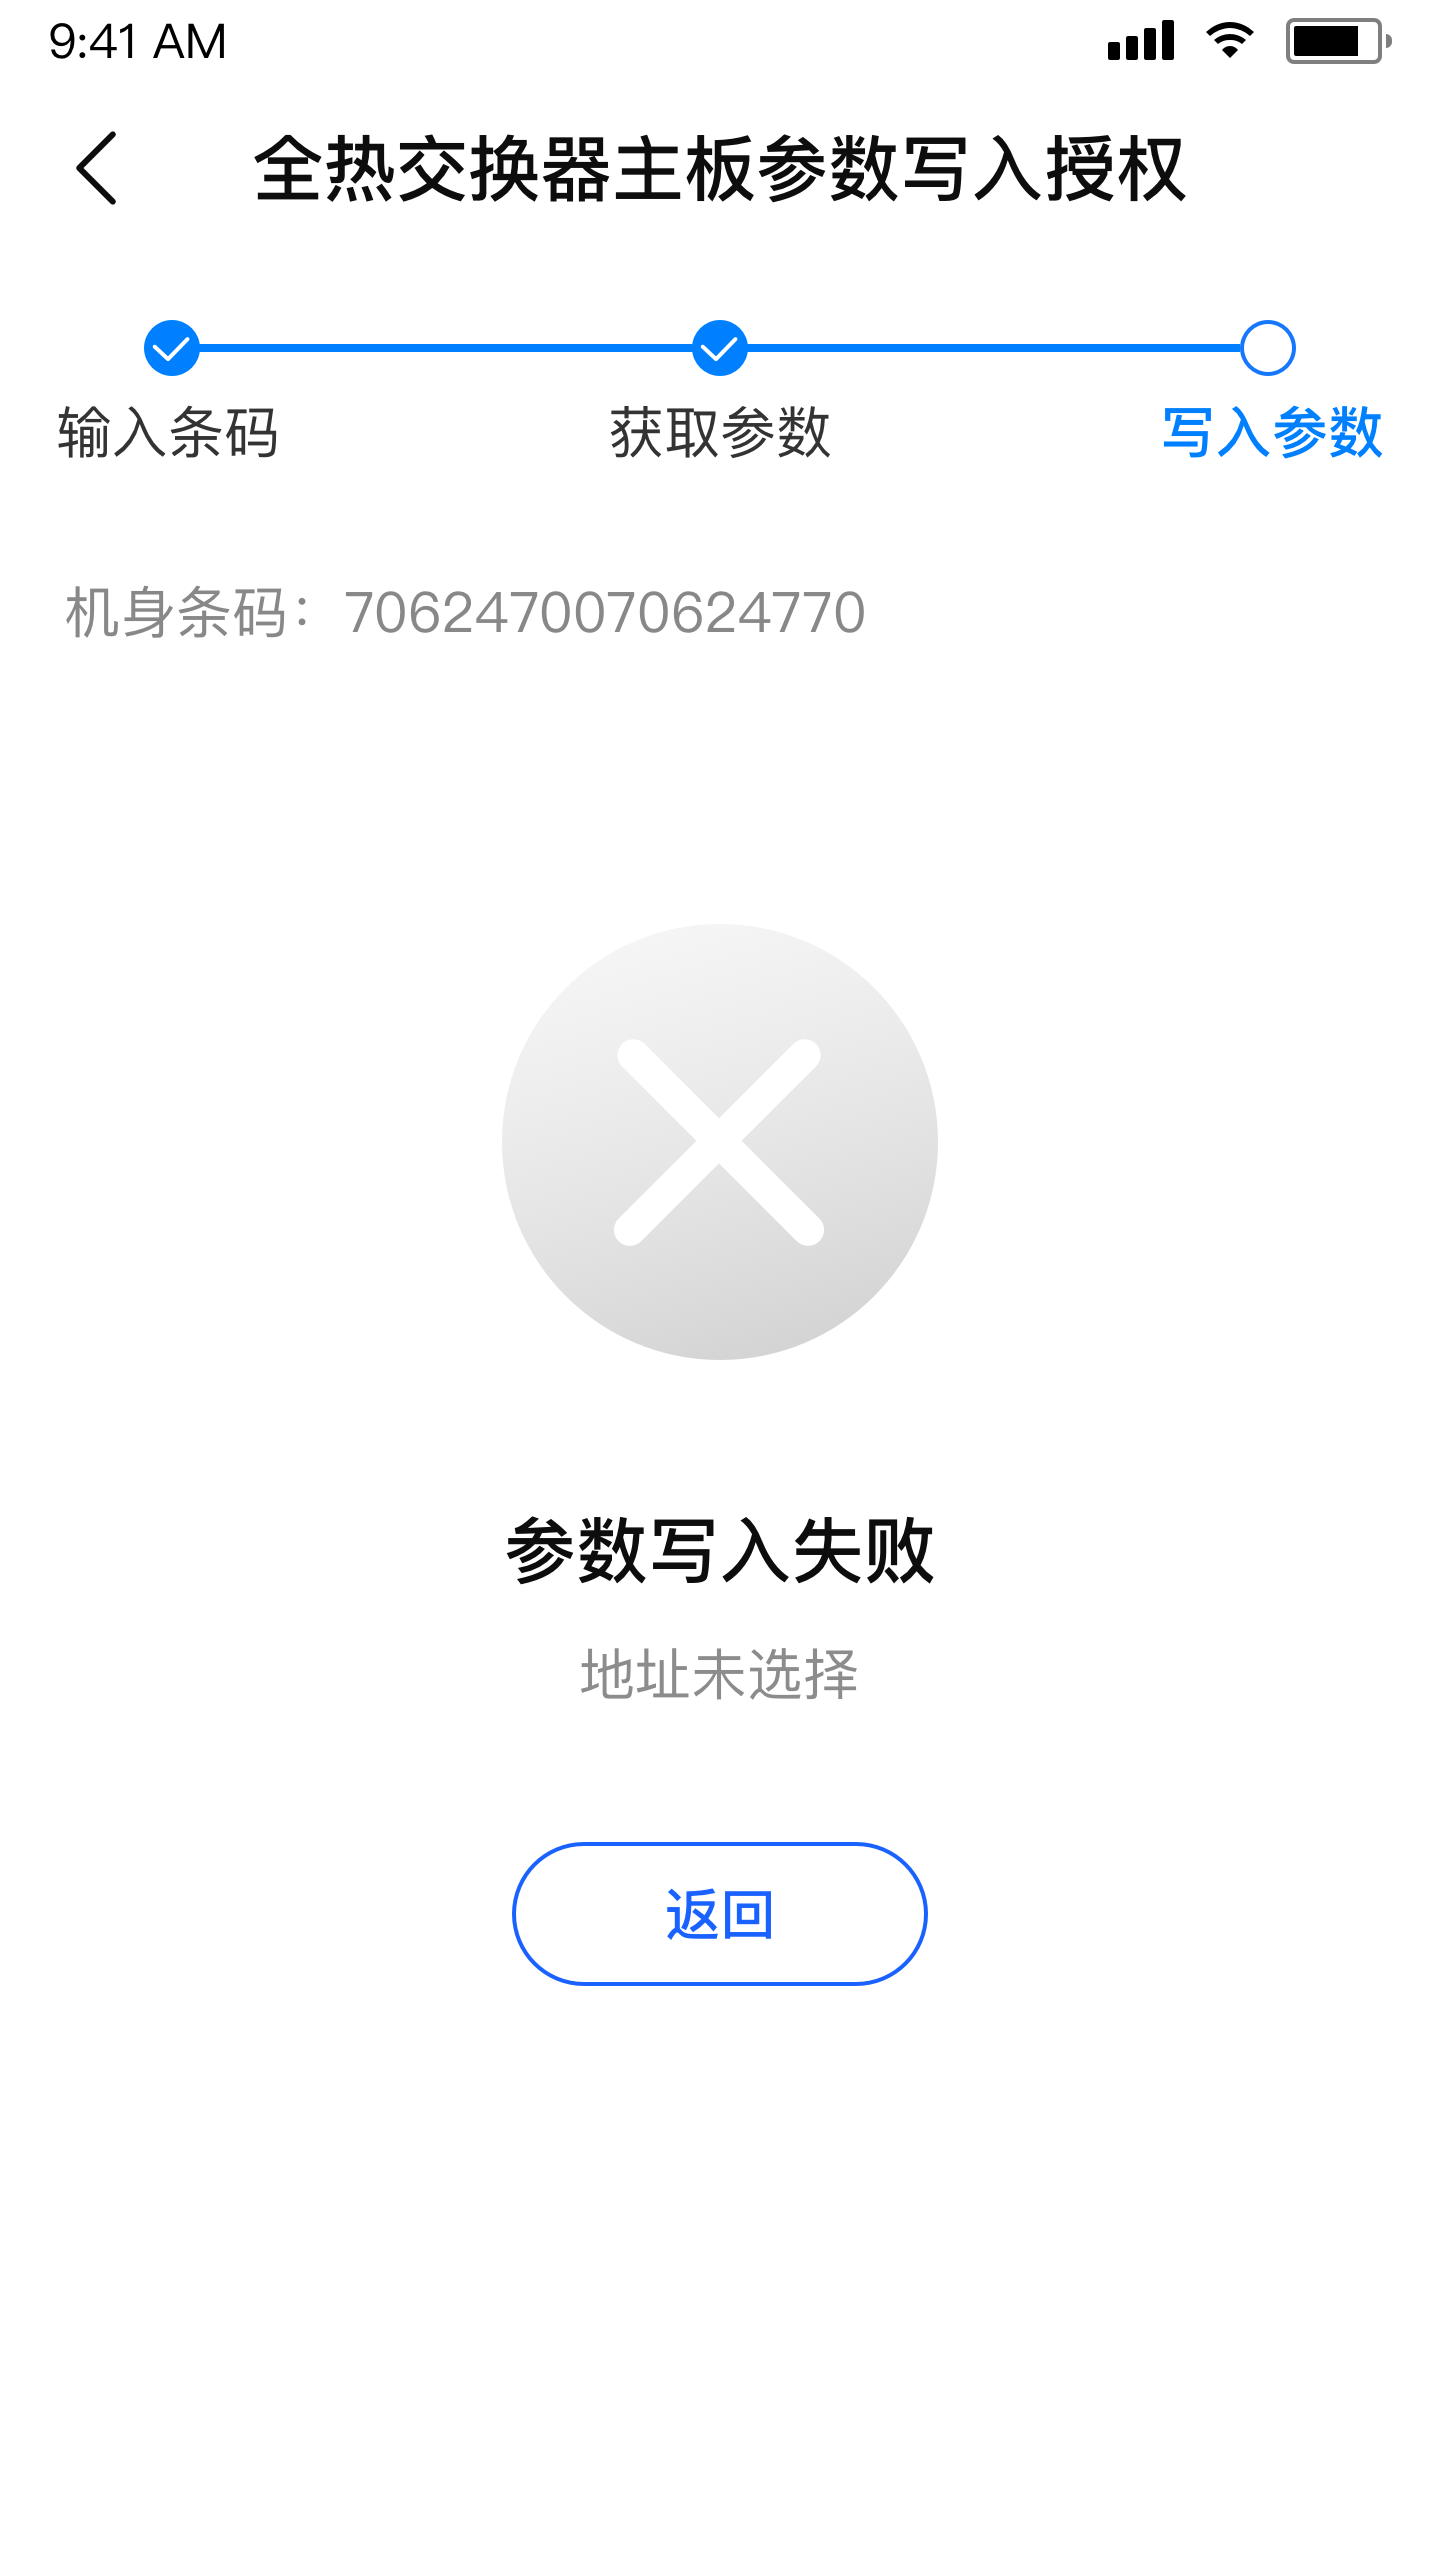 9:41 AM
全热交换器主板参数写入授权
输入条码 获取参数 写入参数
机身条码：7062470070624770
参数写入失败
地址未选择
返回